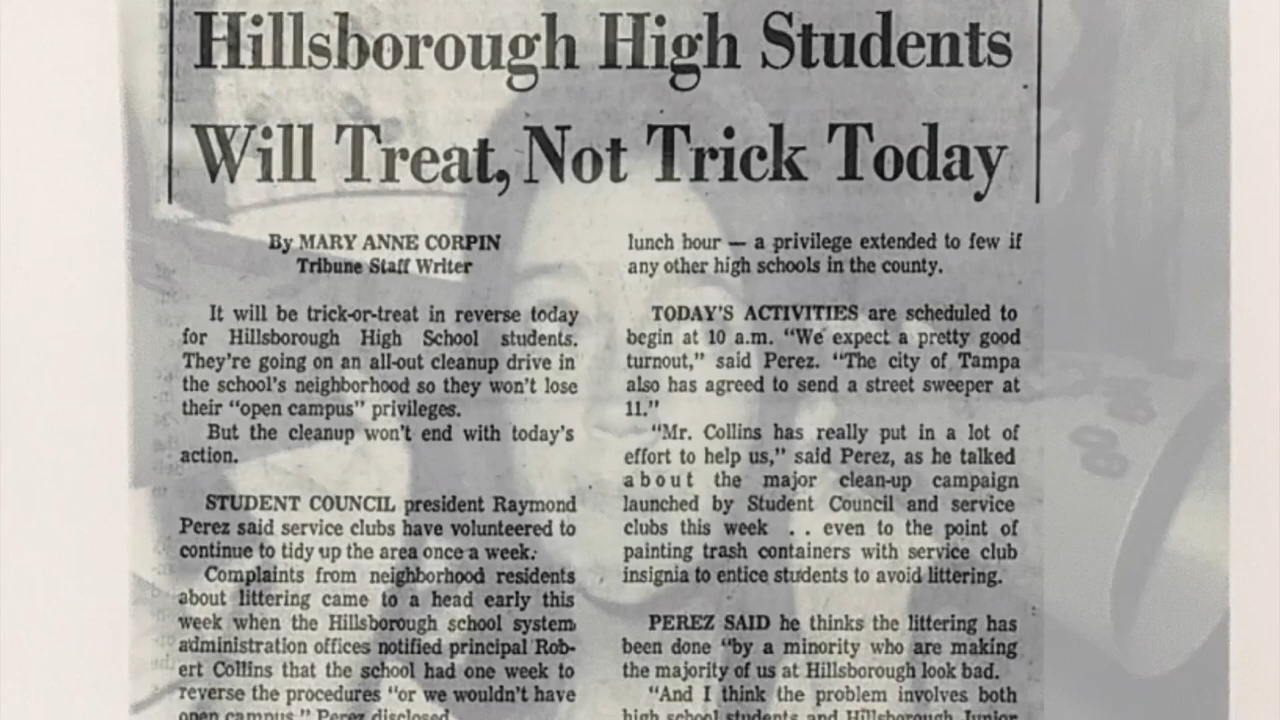 Hillsborough High Students
Will Treat, Not Trick Today
By MARY ANNE CORPIN
Tribune Staff Writer
It will be trick-or-treat in reverse today
for Hillsborough High School students.
They're going on an all-out cleanup drive in
the school's neighborhood so they won't lose
their "open campus" privileges.
But the cleanup won't end with today's
action.
STUDENT COUNCIL president Raymond
Perez said service clubs have volunteered to
continue to tidy up the area once a week.
Complaints from neighborhood residents
about littering came to a head early this
week when the Hillsborough school system
administration offices notified principal Rob-
ert Collins that the school had one week to
reverse the procedures "or we wouldn't have
open campus," Perez disclosed
lunch hour — a privilege extended to few if
any other high schools in the county.
TODAY'S ACTIVITIES are scheduled to
begin at 10 a.m. "We expect a pretty good
turnout," said Perez. "The city of Tampa
also has agreed to send a street sweeper at
11."
"Mr. Collins has really put in a lot of
effort to help us," said Perez, as he talked
about the major clean-up campaign
launched by Student Council and service
clubs this week . . even to the point of
painting trash containers with service club
insignia to entice students to avoid littering.
PEREZ SAID he thinks the littering has
been done "by a minority who are making
the majority of us at Hillsborough look bad.
"And I think the problem involves both
high school students and Hillsborough Junior